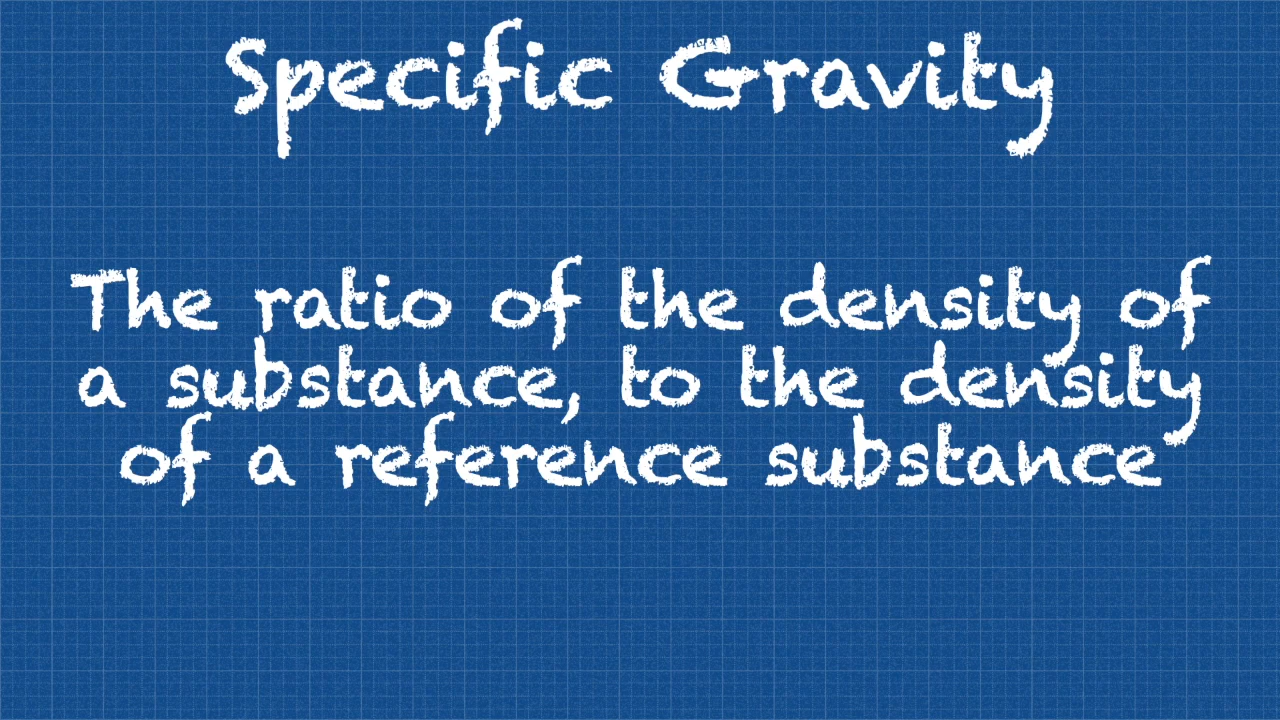 Specific Gravity
The ratio of the density of
a substance, to the density
of a reference substance